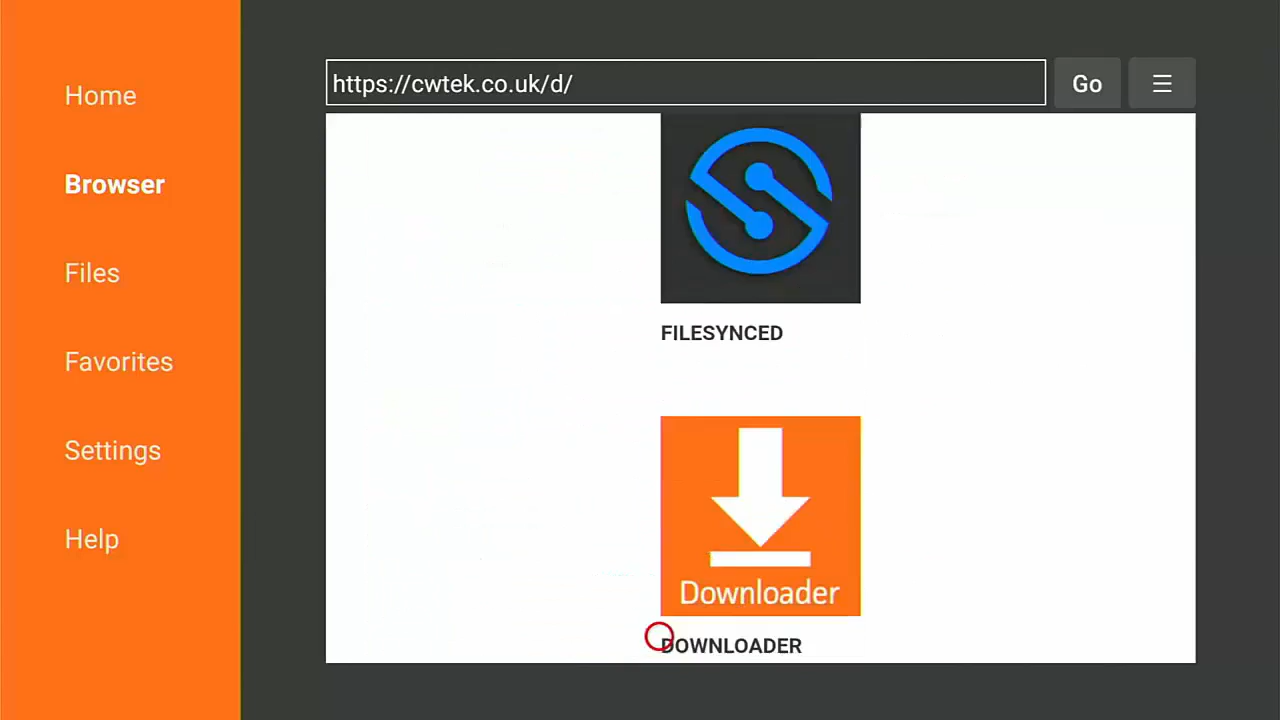 Home
Browser
Files
Favorites
Settings
Help
https://cwtek.co.uk/d/
Go
FILESYNCED
Downloader
DOWNLOADER